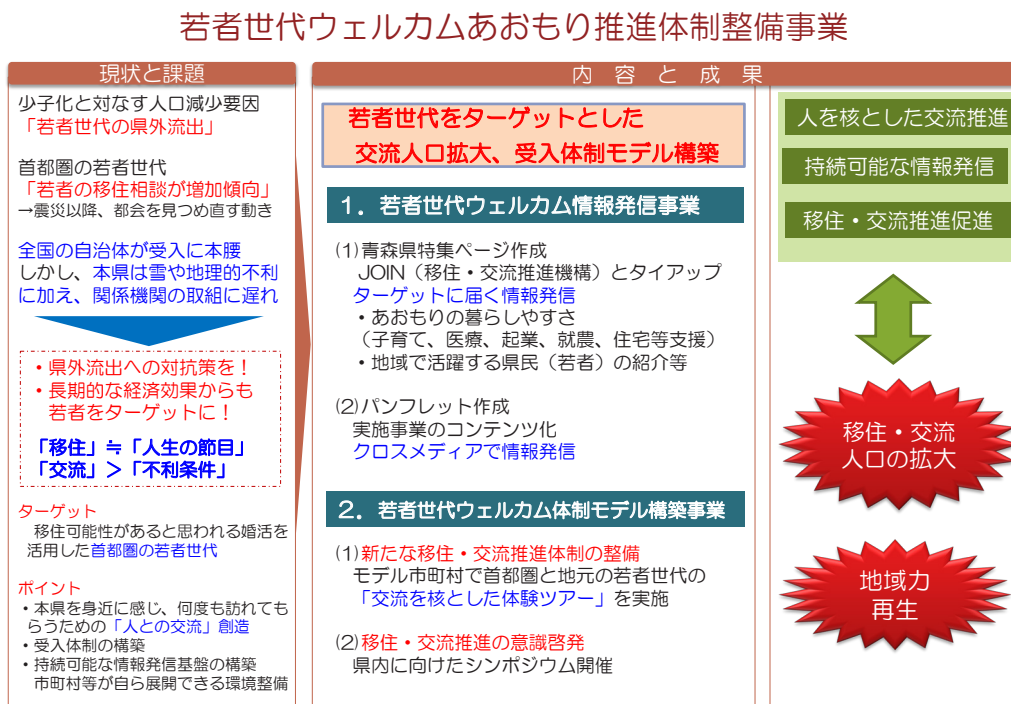 若者世代ウェルカムあおもり推進体制整備事業
現状と課題
少子化と対なす人口減少要因
「若者世代の県外流出」
首都圏の若者世代
「若者の移住相談が増加傾向」
→震災以降、都会を見つめ直す動き
全国の自治体が受入に本腰
しかし、本県は雪や地理的不利
に加え、関係機関の取組に遅れ
・県外流出への対抗策を！
・長期的な経済効果からも
若者をターゲットに！
「移住」≒「人生の節目」
「交流」＞「不利条件」
ターゲット
移住可能性があると思われる婚活を
活用した首都圏の若者世代
ポイント
・本県を身近に感じ、何度も訪れても
らうための「人との交流」創造
・受入体制の構築
・持続可能な情報発信基盤の構築
市町村等が自ら展開できる環境整備
内容と成果
若者世代をターゲットとした
交流人口拡大、受入体制モデル構築
１．若者世代ウェルカム情報発信事業
(1)青森県特集ページ作成
JOIN（移住・交流推進機構）とタイアップ
ターゲットに届く情報発信
・あおもりの暮らしやすさ
（子育て、医療、起業、就農、住宅等支援）
・地域で活躍する県民（若者）の紹介等
(2)パンフレット作成
実施事業のコンテンツ化
クロスメディアで情報発信
２．若者世代ウェルカム体制モデル構築事業
(1)新たな移住・交流推進体制の整備
モデル市町村で首都圏と地元の若者世代の
「交流を核とした体験ツアー」を実施
(2)移住・交流推進の意識啓発
県内に向けたシンポジウム開催
人を核とした交流推進
持続可能な情報発信
移住・交流推進促進
移住・交流
人口の拡大
地域力
再生